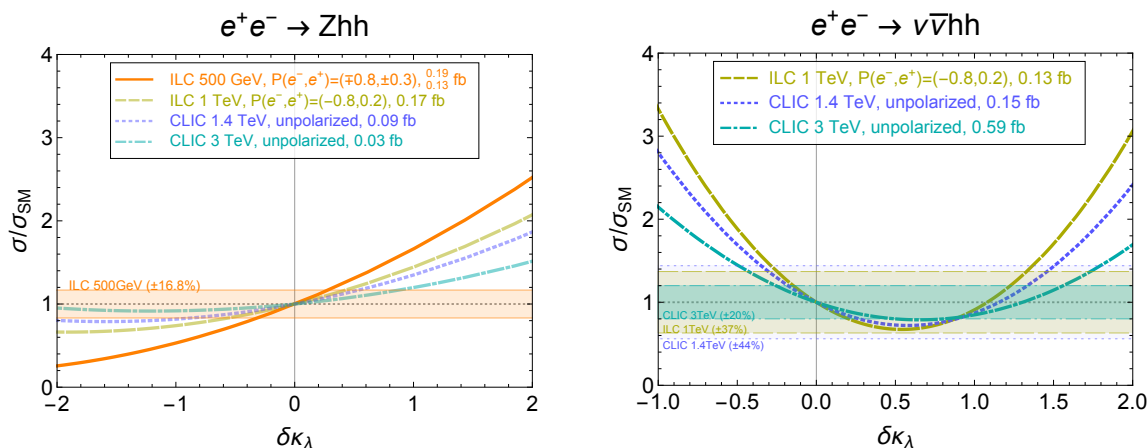 e⁺e⁻ → Zhh
4
3
2
1
0
σ/σSM
ILC 500 GeV, P(e⁻,e⁺)=(∓0.8,±0.3), 0.19 0.13 fb
ILC 1 TeV, P(e⁻,e⁺)=(−0.8,0.2), 0.17 fb
CLIC 1.4 TeV, unpolarized, 0.09 fb
CLIC 3 TeV, unpolarized, 0.03 fb
ILC 500GeV (±16.8%)
−2 −1 0 1 2
δκλ
e⁺e⁻ → νν̅hh
4
3
2
1
0
σ/σSM
ILC 1 TeV, P(e⁻,e⁺)=(−0.8,0.2), 0.13 fb
CLIC 1.4 TeV, unpolarized, 0.15 fb
CLIC 3 TeV, unpolarized, 0.59 fb
CLIC 3TeV (±20%)
ILC 1TeV (±37%)
CLIC 1.4TeV (±44%)
−1.0 −0.5 0.0 0.5 1.0 1.5 2.0
δκλ